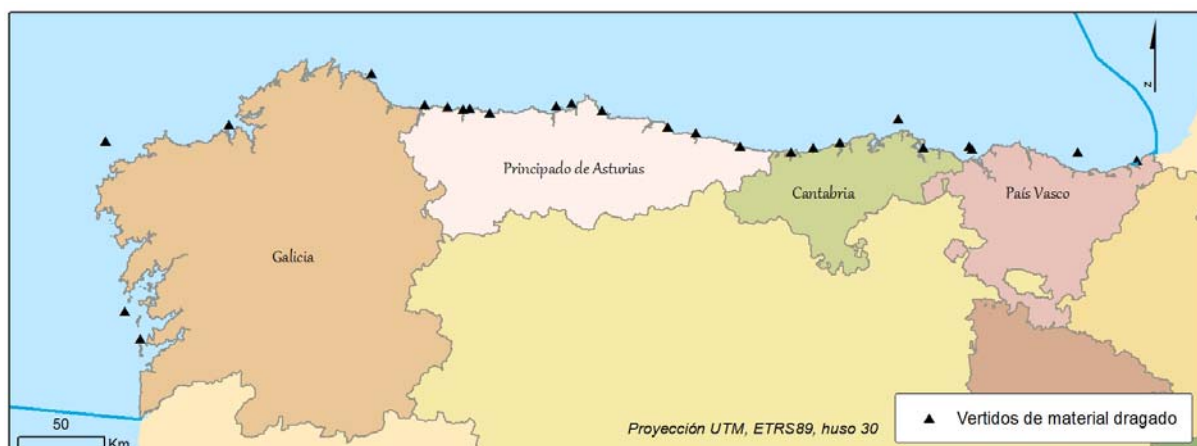 N
Principado de Asturias
Cantabria
País Vasco
Galicia
50
Km
Proyección UTM, ETRS89, huso 30
Vertidos de material dragado